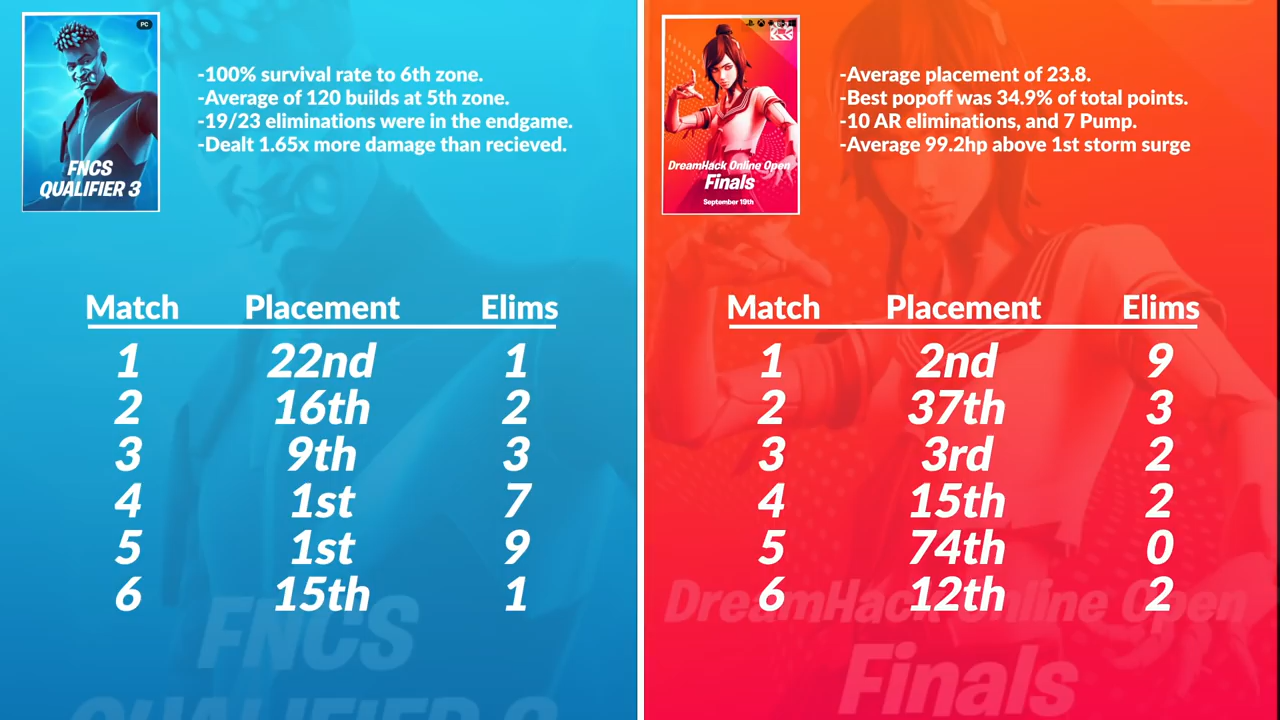 PC
FNCS
QUALIFIER 3
-100% survival rate to 6th zone.
-Average of 120 builds at 5th zone.
-19/23 eliminations were in the endgame.
-Dealt 1.65x more damage than recieved.
Match Placement Elims
1 22nd 1
2 16th 2
3 9th 3
4 1st 7
5 1st 9
6 15th 1
FNCS
QUALIFIER 3
DreamHack Online Open
Finals
September 19th
-Average placement of 23.8.
-Best popoff was 34.9% of total points.
-10 AR eliminations, and 7 Pump.
-Average 99.2hp above 1st storm surge
Match Placement Elims
1 2nd 9
2 37th 3
3 3rd 2
4 15th 2
5 74th 0
6 12th 2
DreamHack Online Open
Finals